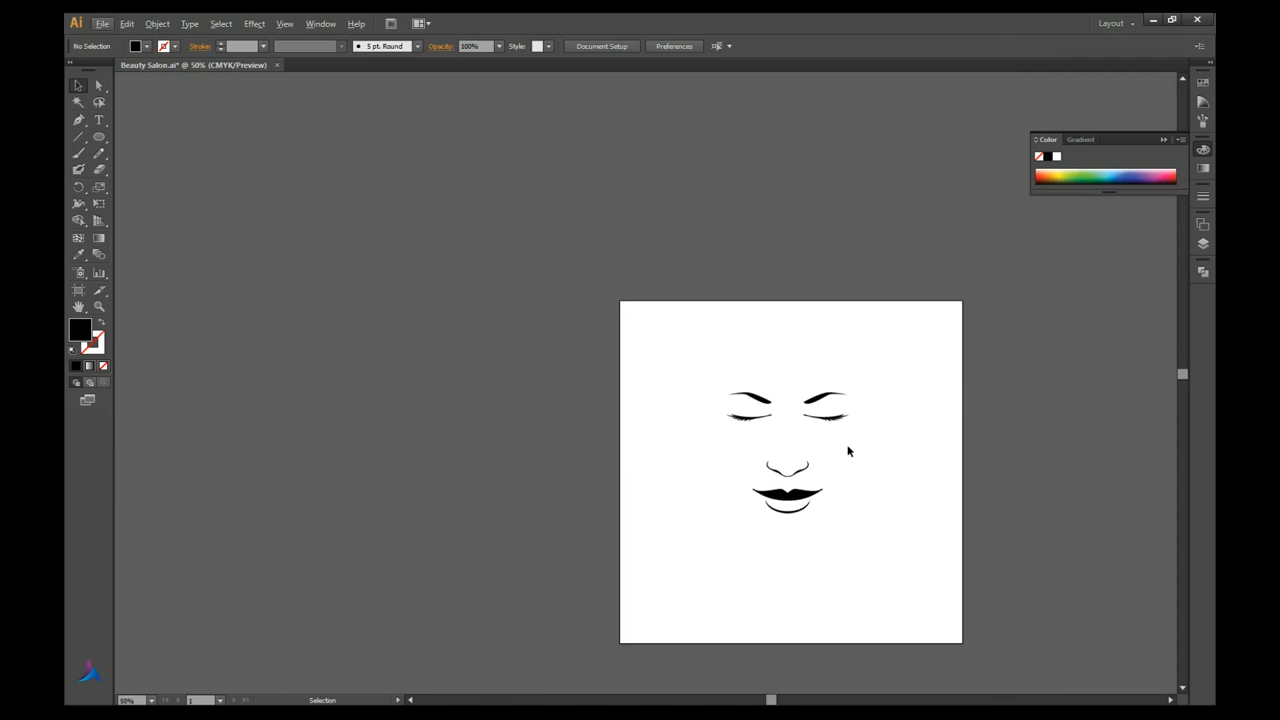 Ai File Edit Object Type Select Effect View Window Help Layout
No Selection Stroke: 5 pt. Round Opacity: 100% Style: Document Setup Preferences
Beauty Salon.ai* @ 50% (CMYK/Preview)
Color Gradient
50% 1 Selection